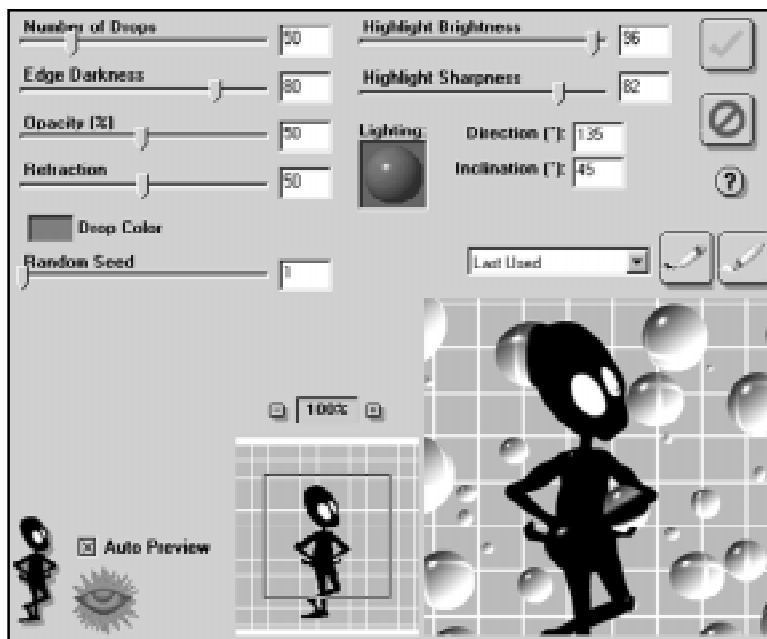 Number of Drops
50
Edge Darkness
80
Opacity (%)
50
Refraction
50
Drop Color
Random Seed
1
Highlight Brightness
96
Highlight Sharpness
82
Lighting:
Direction (°): 135
Inclination (°): 45
?
Last Used
100%
Auto Preview